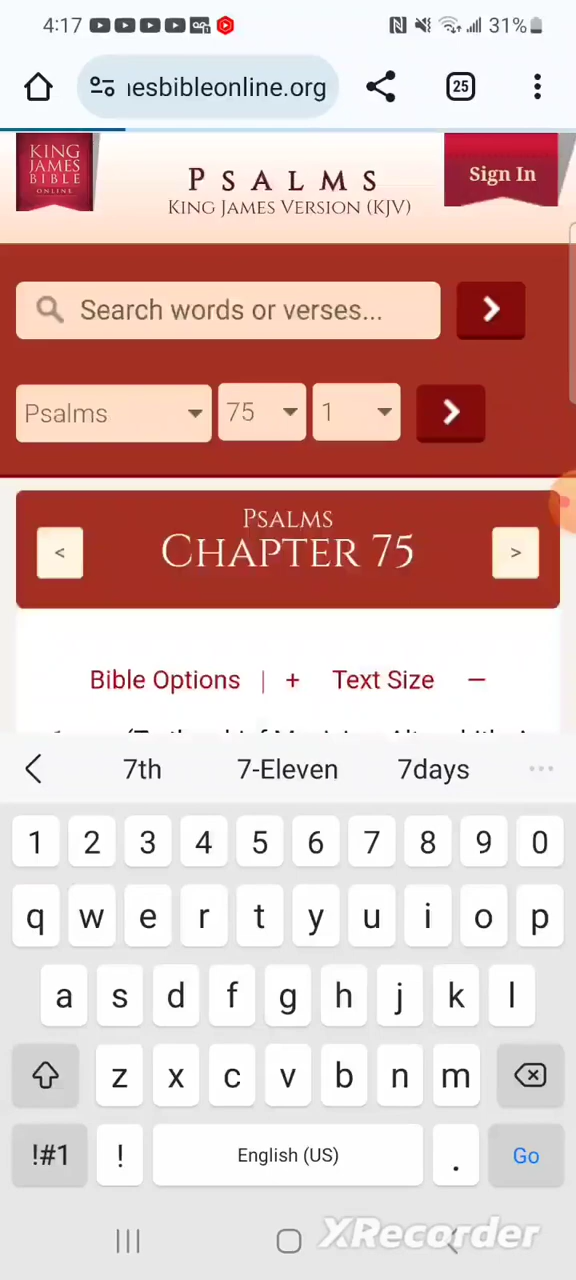 4:17
31%
nesbibleonline.org
25
KING
JAMES
BIBLE
ONLINE
PSALMS
KING JAMES VERSION (KJV)
Sign In
Search words or verses...
Psalms 75 1
PSALMS
CHAPTER 75
< >
Bible Options | + Text Size −
7th 7-Eleven 7days ...
1 2 3 4 5 6 7 8 9 0
q w e r t y u i o p
a s d f g h j k l
z x c v b n m
!#1 ! English (US) . Go
XRecorder